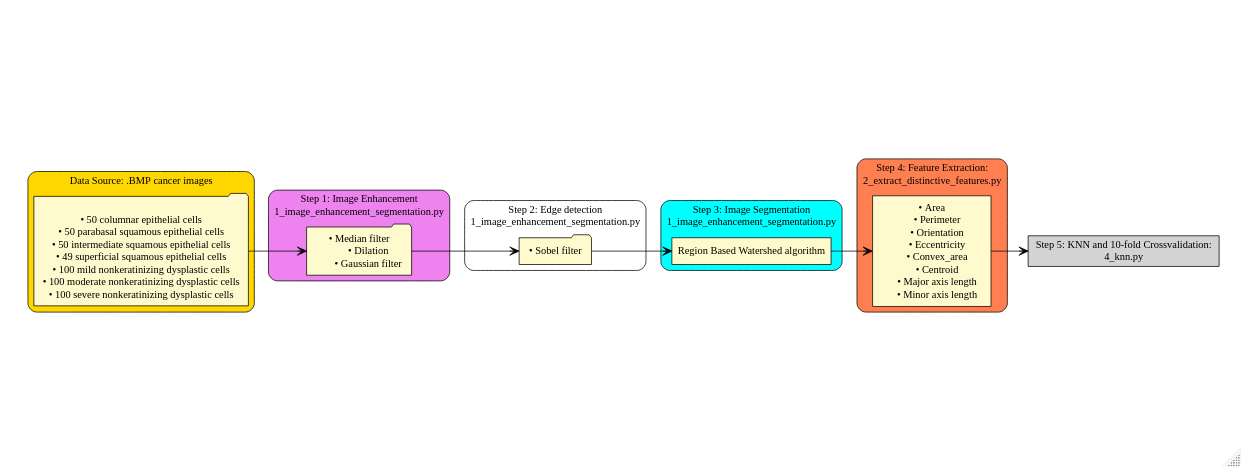 Data Source: .BMP cancer images
• 50 columnar epithelial cells
• 50 parabasal squamous epithelial cells
• 50 intermediate squamous epithelial cells
• 49 superficial squamous epithelial cells
• 100 mild nonkeratinizing dysplastic cells
• 100 moderate nonkeratinizing dysplastic cells
• 100 severe nonkeratinizing dysplastic cells
Step 1: Image Enhancement
1_image_enhancement_segmentation.py
• Median filter
• Dilation
• Gaussian filter
Step 2: Edge detection
1_image_enhancement_segmentation.py
• Sobel filter
Step 3: Image Segmentation
1_image_enhancement_segmentation.py
Region Based Watershed algorithm
Step 4: Feature Extraction:
2_extract_distinctive_features.py
• Area
• Perimeter
• Orientation
• Eccentricity
• Convex_area
• Centroid
• Major axis length
• Minor axis length
Step 5: KNN and 10-fold Crossvalidation:
4_knn.py